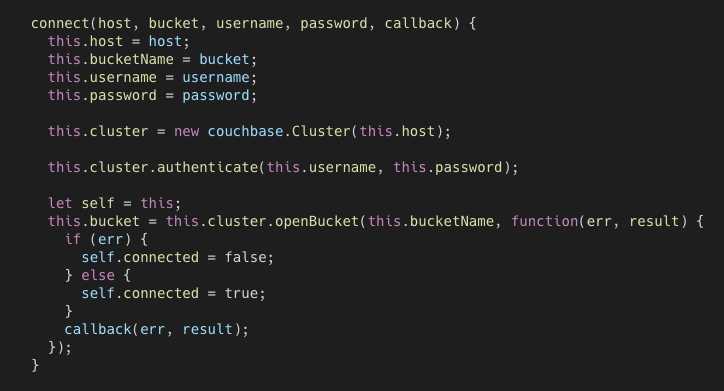 connect(host, bucket, username, password, callback) {
  this.host = host;
  this.bucketName = bucket;
  this.username = username;
  this.password = password;

  this.cluster = new couchbase.Cluster(this.host);

  this.cluster.authenticate(this.username, this.password);

  let self = this;
  this.bucket = this.cluster.openBucket(this.bucketName, function(err, result) {
    if (err) {
      self.connected = false;
    } else {
      self.connected = true;
    }
    callback(err, result);
  });
}